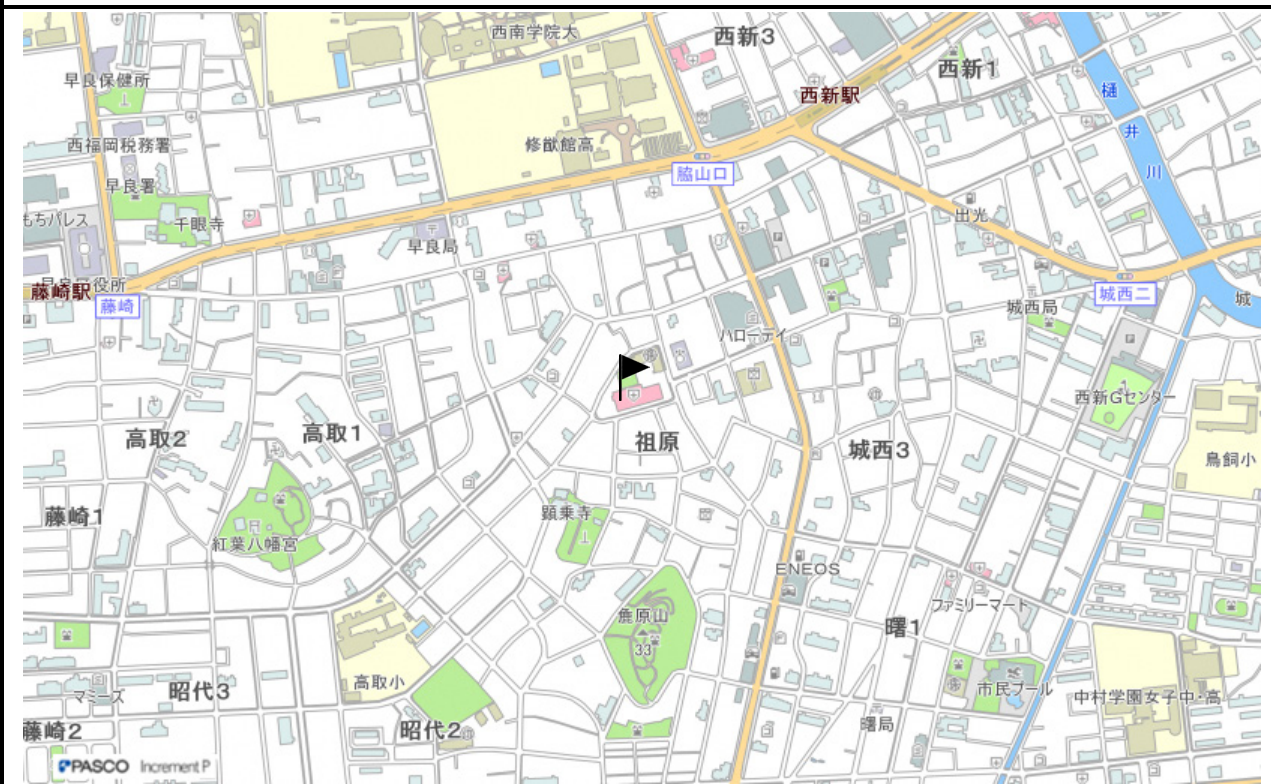 西南学院大
西新3
西新1
早良保健所
西新駅
樋
井
川
西福岡税務署
修猷館高
脇山口
早良署
もちパレス
千眼寺
出光
早良局
早良区役所
藤崎駅
藤崎
城西二
城
城西局
ハローデイ
西新Gセンター
高取2
高取1
祖原
城西3
鳥飼小
藤崎1
顕乗寺
紅葉八幡宮
ENEOS
麁原山
33
ファミリーマート
曙1
高取小
マミーズ
昭代3
市民プール
中村学園女子中・高
藤崎2
昭代2
曙局
PASCO Increment P